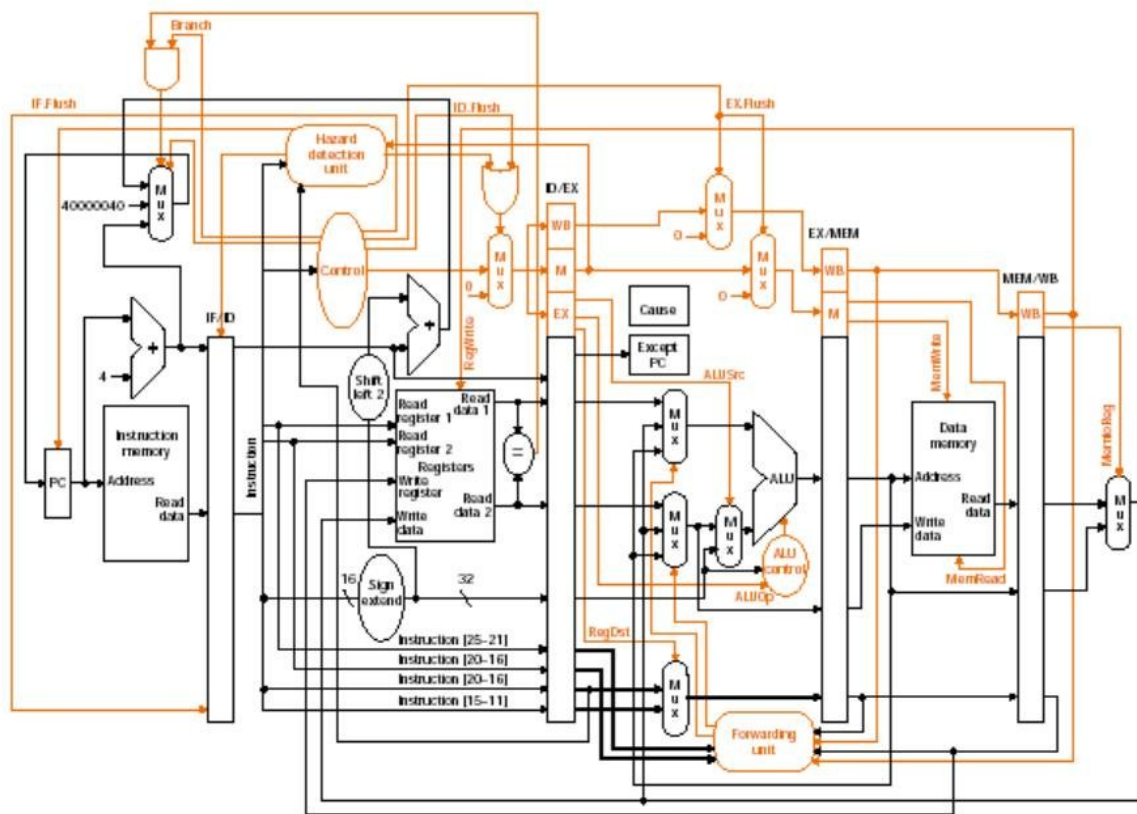 Branch
IF.Flush
ID.Flush
EX.Flush
Hazard
detection
unit
M
u
x
40000040
Control
0
M
u
x
ID/EX
WB
M
EX
0
M
u
x
0
M
u
x
EX/MEM
WB
M
MEM/WB
WB
IF/ID
+
4
+
Shift
left 2
RegWrite
Cause
Except
PC
ALUSrc
MemWrite
MemtoReg
PC
Instruction
memory
Address
Read
data
Instruction
Read
register 1
Read
data 1
Read
register 2
Registers
Write
register
Read
data 2
Write
data
=
M
u
x
M
u
x
M
u
x
ALU
ALU
control
ALUOp
Data
memory
Address
Read
data
Write
data
MemRead
M
u
x
16
Sign
extend
32
RegDst
Instruction [25–21]
Instruction [20–16]
Instruction [20–16]
Instruction [15–11]
M
u
x
Forwarding
unit